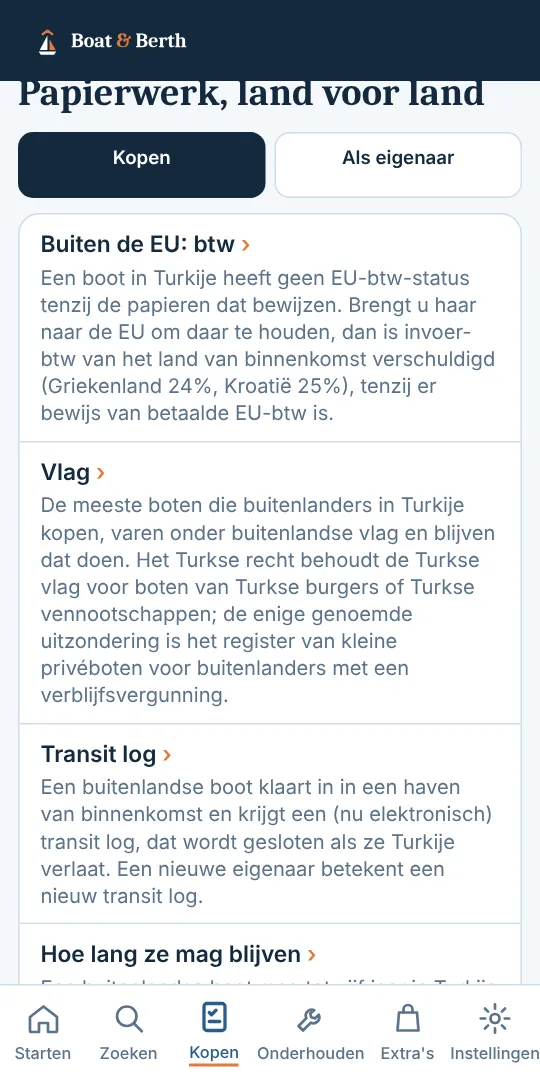 Boat & Berth
Papierwerk, land voor land
Kopen
Als eigenaar
Buiten de EU: btw ›
Een boot in Turkije heeft geen EU-btw-status
tenzij de papieren dat bewijzen. Brengt u haar
naar de EU om daar te houden, dan is invoer-
btw van het land van binnenkomst verschuldigd
(Griekenland 24%, Kroatië 25%), tenzij er
bewijs van betaalde EU-btw is.
Vlag ›
De meeste boten die buitenlanders in Turkije
kopen, varen onder buitenlandse vlag en blijven
dat doen. Het Turkse recht behoudt de Turkse
vlag voor boten van Turkse burgers of Turkse
vennootschappen; de enige genoemde
uitzondering is het register van kleine
privéboten voor buitenlanders met een
verblijfsvergunning.
Transit log ›
Een buitenlandse boot klaart in in een haven
van binnenkomst en krijgt een (nu elektronisch)
transit log, dat wordt gesloten als ze Turkije
verlaat. Een nieuwe eigenaar betekent een
nieuw transit log.
Hoe lang ze mag blijven ›
Starten
Zoeken
Kopen
Onderhouden
Extra's
Instellingen